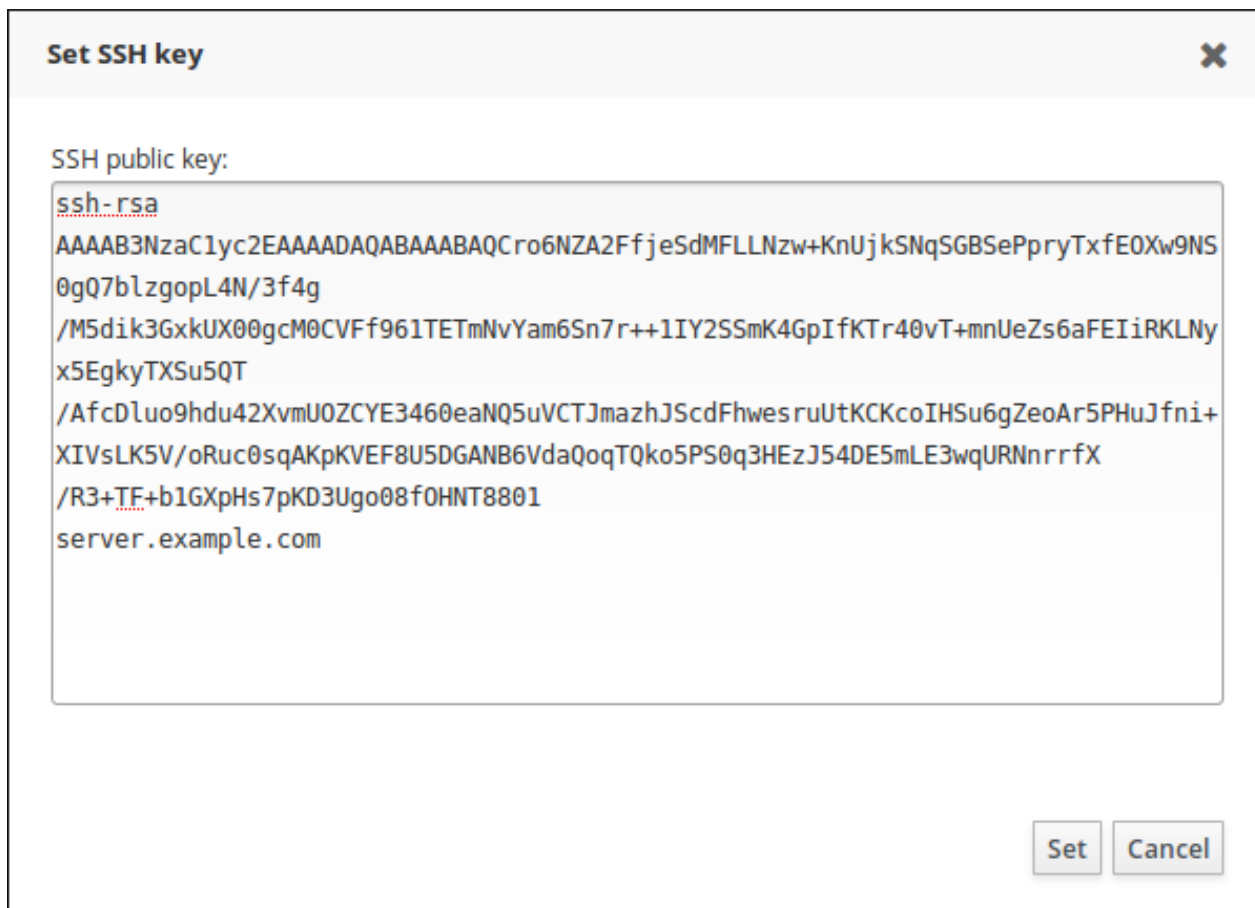 Set SSH key
SSH public key:
ssh-rsa
AAAAB3NzaC1yc2EAAAADAQABAAABAQCro6NZA2FfjeSdMFLLNzw+KnUjkSNqSGBSePpryTxfEOXw9NS
0gQ7blzgopL4N/3f4g
/M5dik3GxkUX00gcM0CVFf961TETmNvYam6Sn7r++1IY2SSmK4GpIfKTr40vT+mnUeZs6aFEIiRKLNy
x5EgkyTXSu5QT
/AfcDluo9hdu42XvmUOZCYE3460eaNQ5uVCTJmazhJScdFhwesruUtKCKcoIHSu6gZeoAr5PHuJfni+
XIVsLK5V/oRuc0sqAKpKVEF8U5DGANB6VdaQoqTQko5PS0q3HEzJ54DE5mLE3wqURNnrrfX
/R3+TF+b1GXpHs7pKD3Ugo08fOHNT8801
server.example.com
Set
Cancel